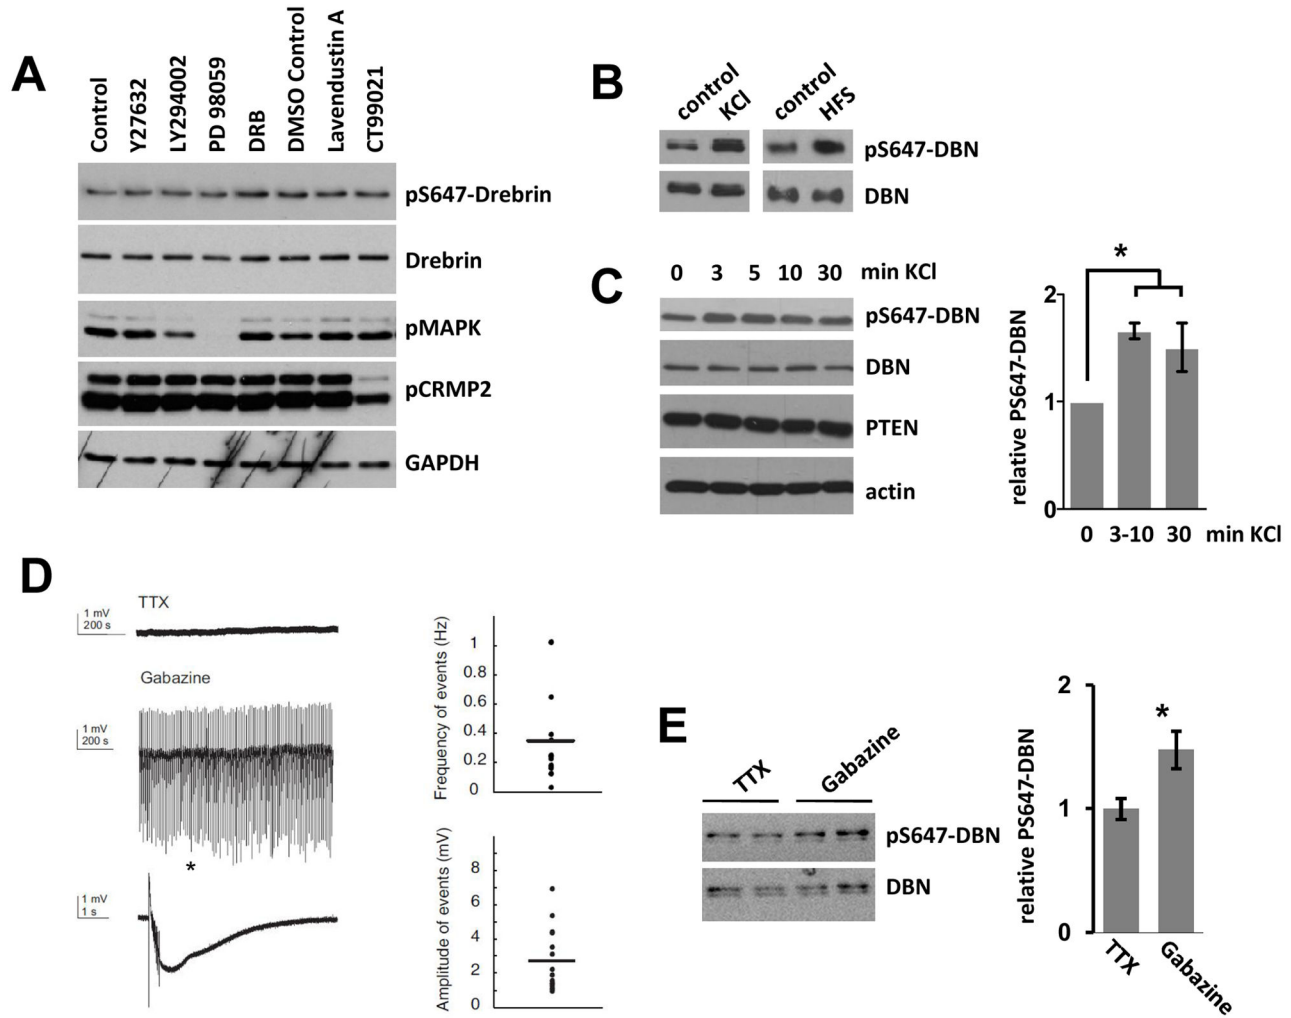 A
Control
Y27632
LY294002
PD 98059
DRB
DMSO Control
Lavendustin A
CT99021
pS647-Drebrin
Drebrin
pMAPK
pCRMP2
GAPDH
B
control
KCl
control
HFS
pS647-DBN
DBN
C
0 3 5 10 30 min KCl
pS647-DBN
DBN
PTEN
actin
relative PS647-DBN
2
1
0
*
0 3-10 30 min KCl
D
TTX
1 mV
200 s
Gabazine
1 mV
200 s
*
1 mV
1 s
Frequency of events (Hz)
1
0.8
0.6
0.4
0.2
0
Amplitude of events (mV)
8
6
4
2
0
E
TTX
Gabazine
pS647-DBN
DBN
relative PS647-DBN
2
1
0
*
TTX
Gabazine